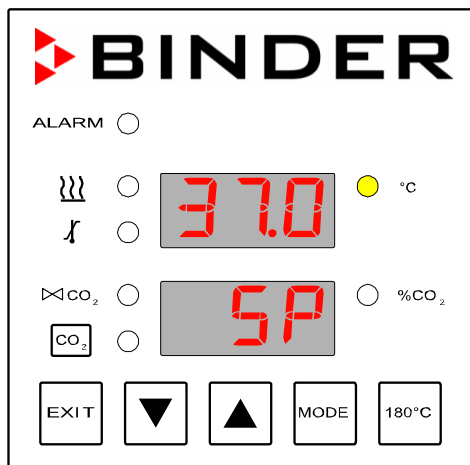 BINDER
ALARM
37.0 °C
CO₂ SP %CO₂
CO₂
EXIT MODE 180°C